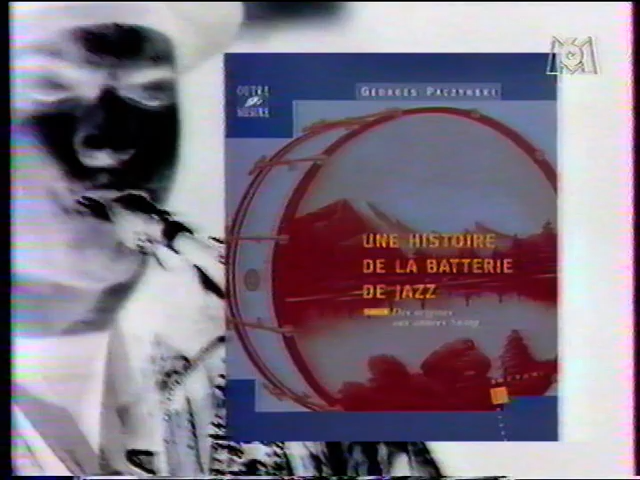 M6
OUTRE
MESURE
GEORGES PACZYNSKI
UNE HISTOIRE
DE LA BATTERIE
DE JAZZ
Des origines
aux années Swing